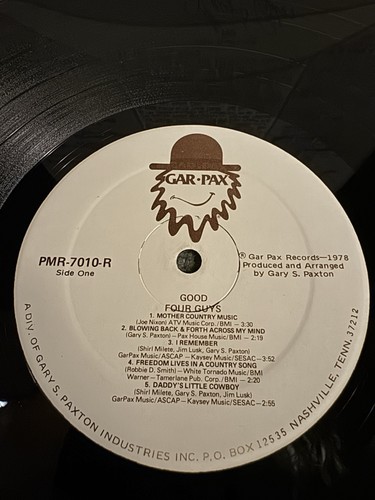 GAR·PAX
PMR-7010-R
Side One
℗ Gar Pax Records—1978
Produced and Arranged
by Gary S. Paxton
GOOD
FOUR GUYS
1. MOTHER COUNTRY MUSIC
(Joe Nixon) ATV Music Corp./BMI — 3:30
2. BLOWING BACK & FORTH ACROSS MY MIND
(Gary S. Paxton) — Pax House Music/BMI — 2:19
3. I REMEMBER
(Shirl Milete, Jim Lusk, Gary S. Paxton)
GarPax Music/ASCAP — Kaysey Music/SESAC—3:52
4. FREEDOM LIVES IN A COUNTRY SONG
(Robbie D. Smith) — White Tornado Music/BMI
Warner — Tamerlane Pub. Corp./BMI — 2:20
5. DADDY'S LITTLE COWBOY
(Shirl Milete, Gary S. Paxton, Jim Lusk)
GarPax Music/ASCAP — Kaysey Music/SESAC—2:55
A DIV. OF GARY S. PAXTON INDUSTRIES INC. P.O. BOX 12535 NASHVILLE, TENN. 37212